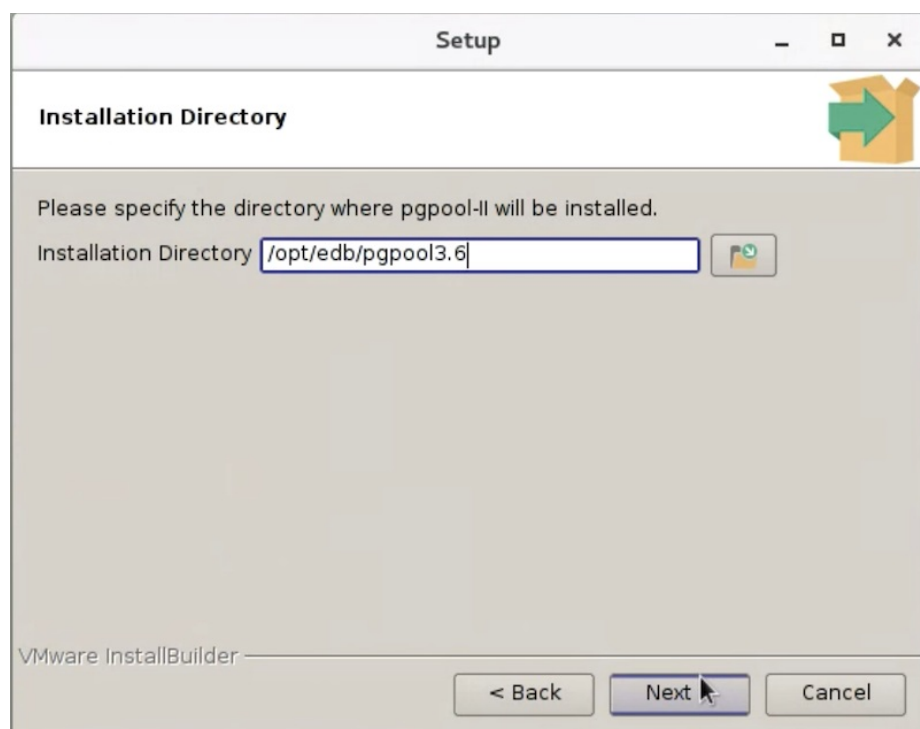 Setup
Installation Directory
Please specify the directory where pgpool-II will be installed.
Installation Directory /opt/edb/pgpool3.6
VMware InstallBuilder
< Back Next Cancel